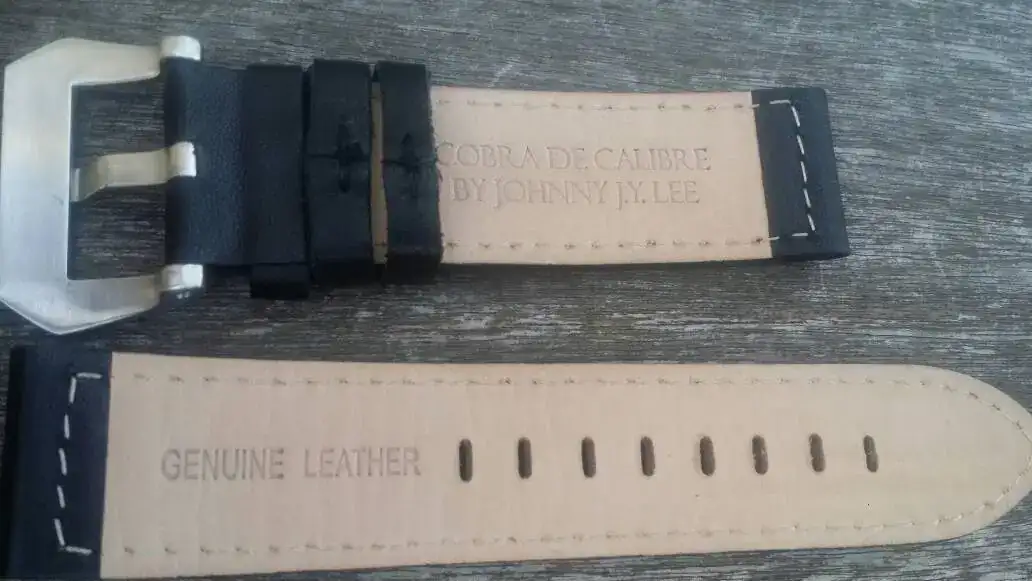 COBRA DE CALIBRE
BY JOHNNY J.Y. LEE
GENUINE LEATHER